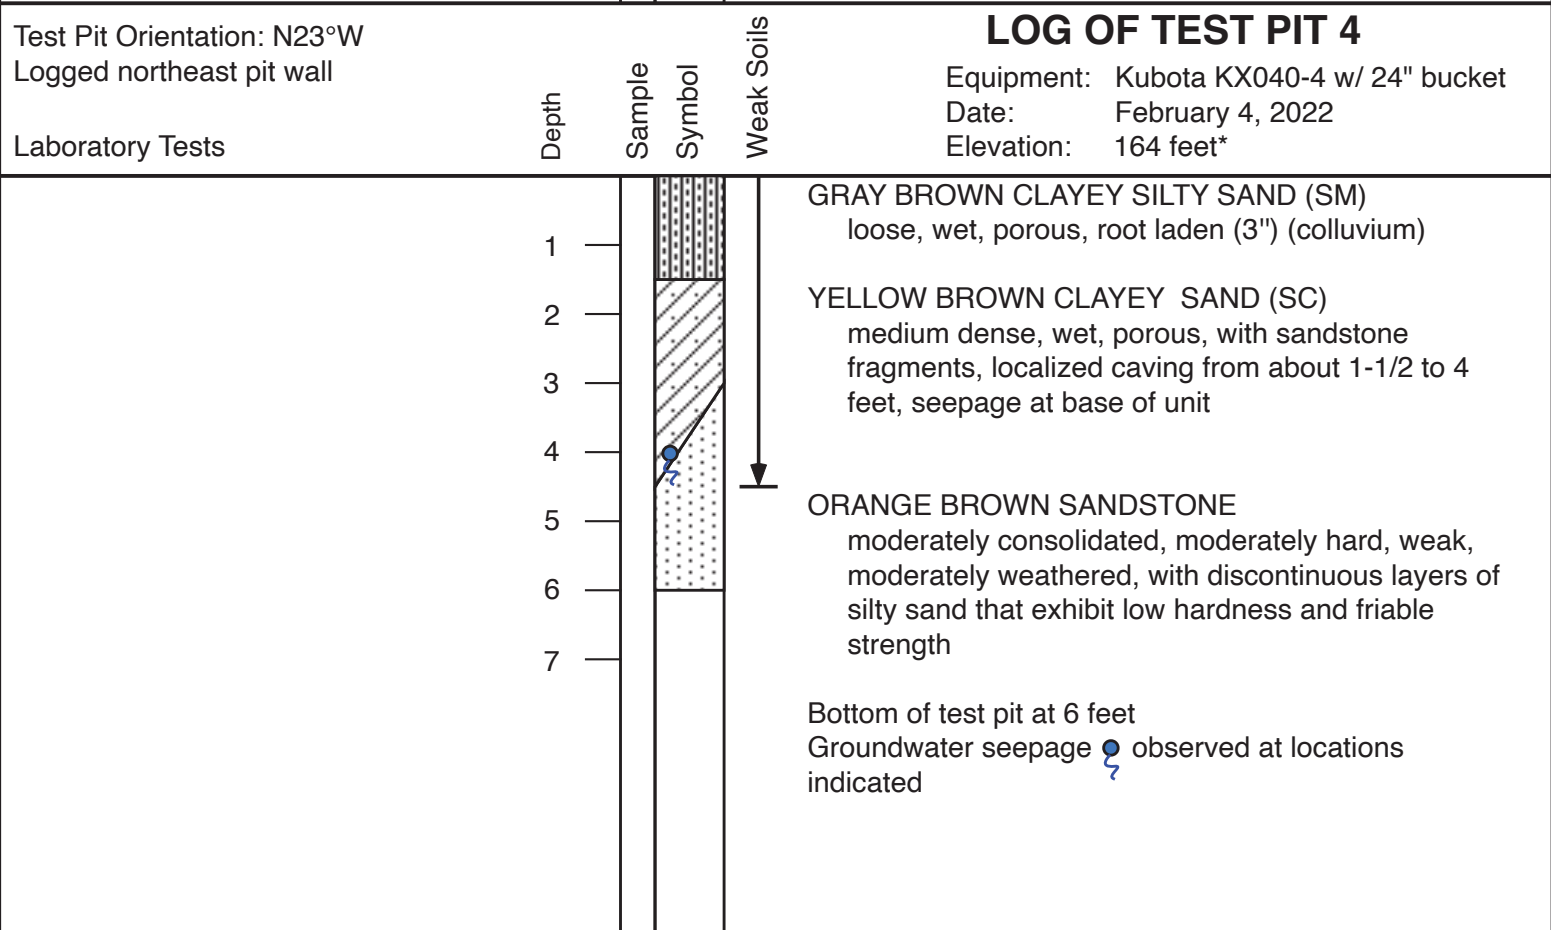 Test Pit Orientation: N23°W
Logged northeast pit wall
Laboratory Tests
Depth
Sample
Symbol
Weak Soils
LOG OF TEST PIT 4
Equipment: Kubota KX040-4 w/ 24" bucket
Date: February 4, 2022
Elevation: 164 feet*
1
2
3
4
5
6
7
GRAY BROWN CLAYEY SILTY SAND (SM)
loose, wet, porous, root laden (3") (colluvium)
YELLOW BROWN CLAYEY SAND (SC)
medium dense, wet, porous, with sandstone
fragments, localized caving from about 1-1/2 to 4
feet, seepage at base of unit
ORANGE BROWN SANDSTONE
moderately consolidated, moderately hard, weak,
moderately weathered, with discontinuous layers of
silty sand that exhibit low hardness and friable
strength
Bottom of test pit at 6 feet
Groundwater seepage observed at locations
indicated